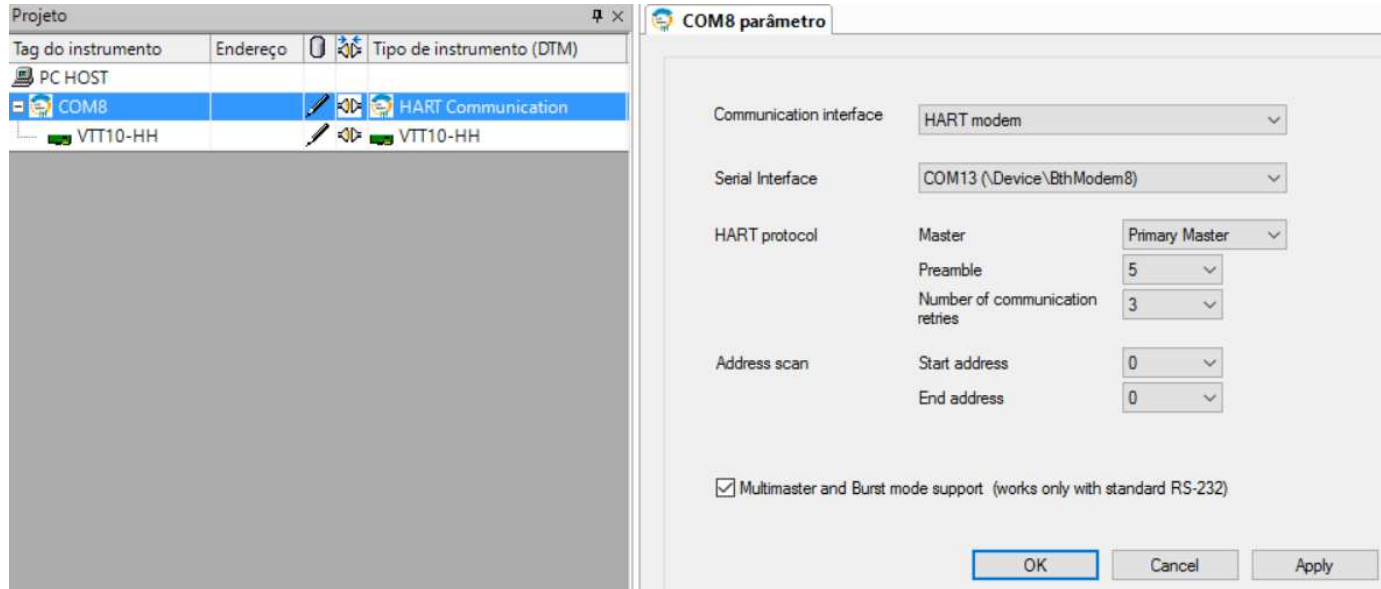 Projeto
Tag do instrumento Endereço Tipo de instrumento (DTM)
PC HOST
COM8 HART Communication
VTT10-HH VTT10-HH
COM8 parâmetro
Communication interface HART modem
Serial Interface COM13 (\Device\BthModem8)
HART protocol Master Primary Master
Preamble 5
Number of communication
retries 3
Address scan Start address 0
End address 0
Multimaster and Burst mode support (works only with standard RS-232)
OK Cancel Apply